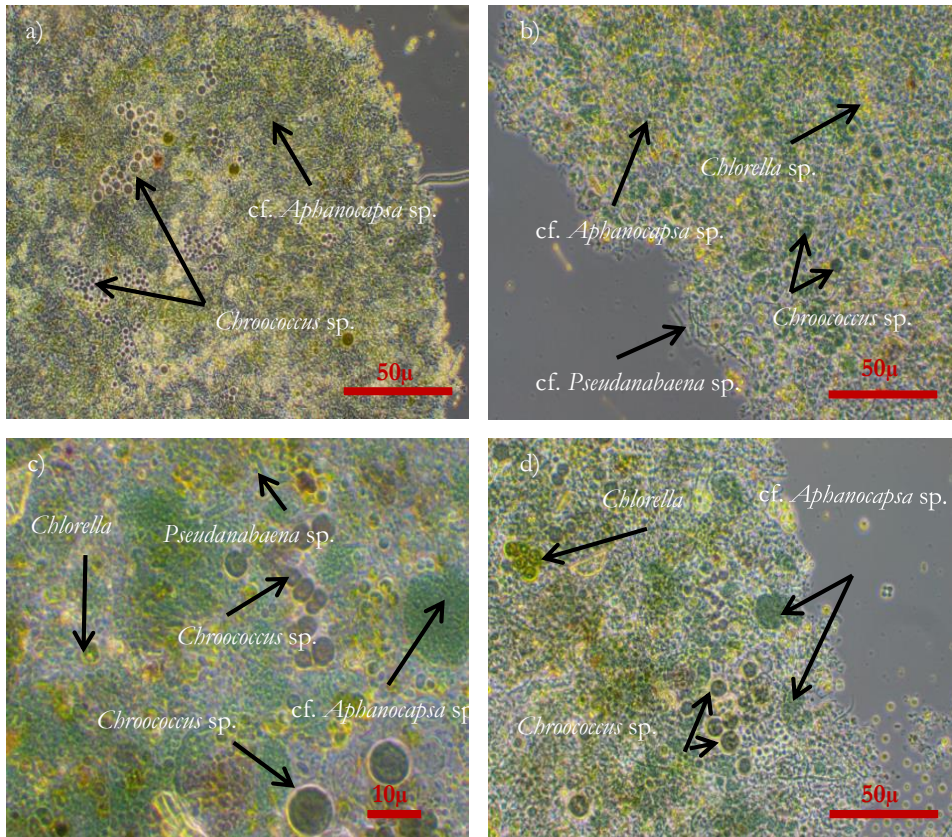 a)
cf. Aphanocapsa sp.
Chroococcus sp.
50µ
b)
Chlorella sp.
cf. Aphanocapsa sp.
Chroococcus sp.
cf. Pseudanabaena sp.
50µ
c)
Chlorella
Pseudanabaena sp.
Chroococcus sp.
Chroococcus sp.
cf. Aphanocapsa sp
10µ
d)
cf. Aphanocapsa sp.
Chlorella
Chroococcus sp.
50µ